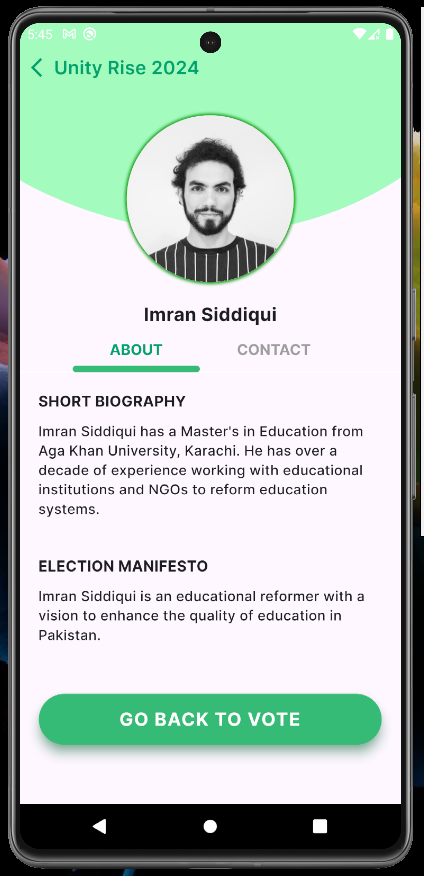 5:45
Unity Rise 2024
Imran Siddiqui
ABOUT CONTACT
SHORT BIOGRAPHY
Imran Siddiqui has a Master's in Education from
Aga Khan University, Karachi. He has over a
decade of experience working with educational
institutions and NGOs to reform education
systems.
ELECTION MANIFESTO
Imran Siddiqui is an educational reformer with a
vision to enhance the quality of education in
Pakistan.
GO BACK TO VOTE